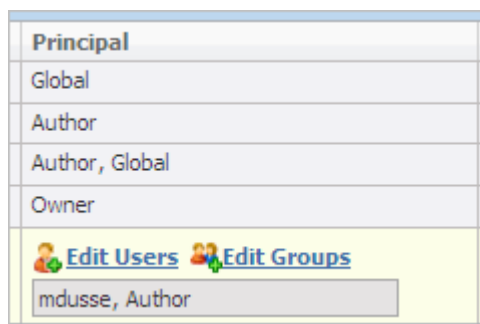 Principal
Global
Author
Author, Global
Owner
Edit Users Edit Groups
mdusse, Author